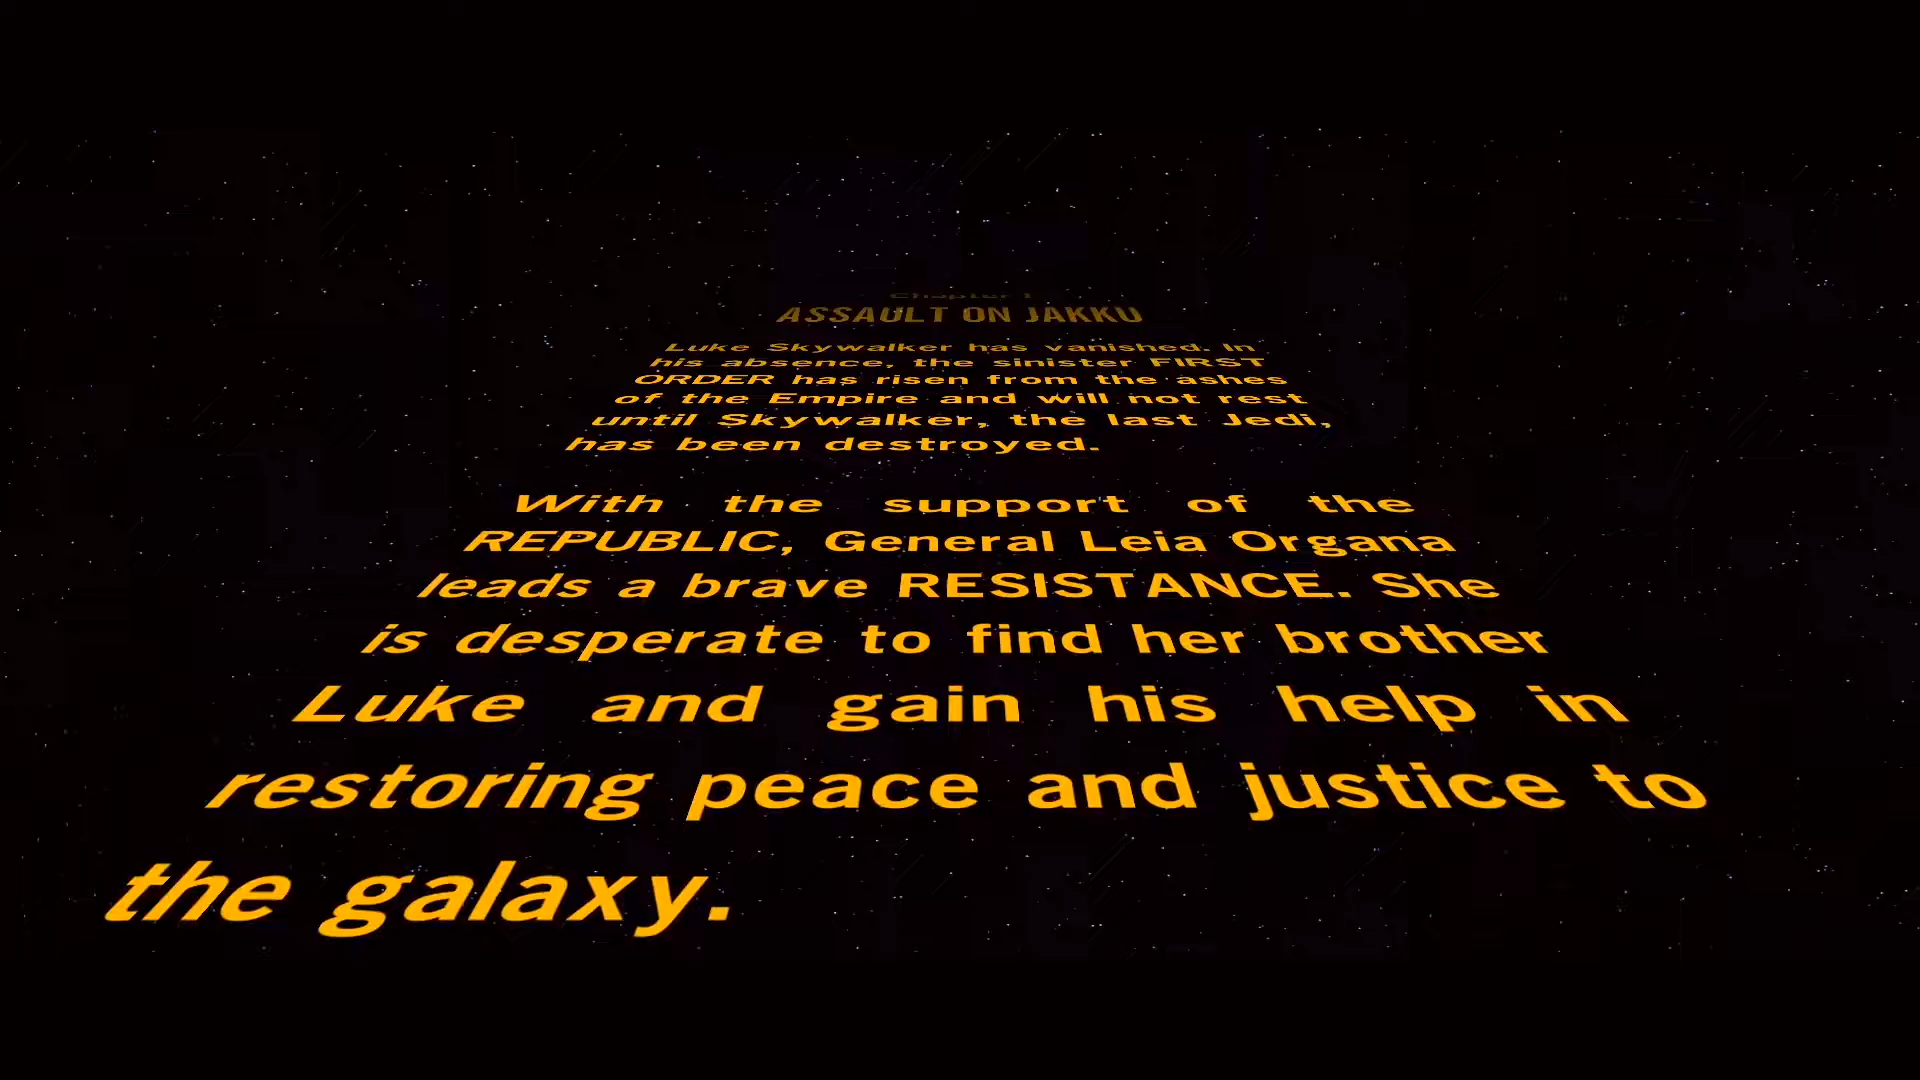 Chapter I
ASSAULT ON JAKKU
Luke Skywalker has vanished. In
his absence, the sinister FIRST
ORDER has risen from the ashes
of the Empire and will not rest
until Skywalker, the last Jedi,
has been destroyed.
With the support of the
REPUBLIC, General Leia Organa
leads a brave RESISTANCE. She
is desperate to find her brother
Luke and gain his help in
restoring peace and justice to
the galaxy.